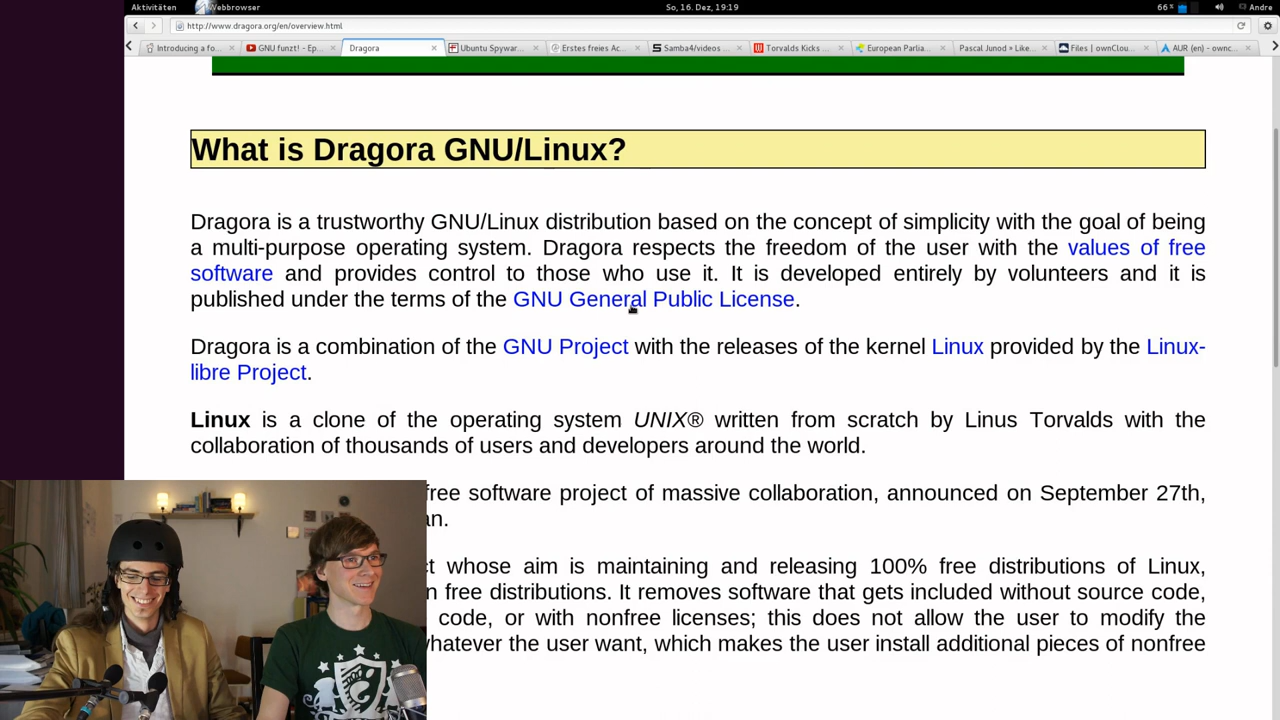 Aktivitäten Webbrowser So, 16. Dez, 19:19 66 % Andre
http://www.dragora.org/en/overview.html
Introducing a fo... GNU funzt! - Ep... Dragora Ubuntu Spywar... Erstes freies Ac... Samba4/videos ... Torvalds Kicks ... European Parlia... Pascal Junod » Like... Files | ownClou... AUR (en) - ownc...
What is Dragora GNU/Linux?
Dragora is a trustworthy GNU/Linux distribution based on the concept of simplicity with the goal of being
a multi-purpose operating system. Dragora respects the freedom of the user with the values of free
software and provides control to those who use it. It is developed entirely by volunteers and it is
published under the terms of the GNU General Public License.
Dragora is a combination of the GNU Project with the releases of the kernel Linux provided by the Linux-
libre Project.
Linux is a clone of the operating system UNIX® written from scratch by Linus Torvalds with the
collaboration of thousands of users and developers around the world.
free software project of massive collaboration, announced on September 27th,
an.
ct whose aim is maintaining and releasing 100% free distributions of Linux,
n free distributions. It removes software that gets included without source code,
code, or with nonfree licenses; this does not allow the user to modify the
whatever the user want, which makes the user install additional pieces of nonfree